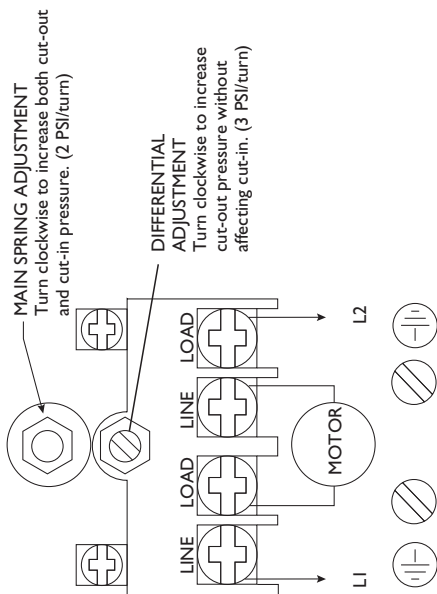 MAIN SPRING ADJUSTMENT
Turn clockwise to increase both cut-out
and cut-in pressure. (2 PSI/turn)
DIFFERENTIAL
ADJUSTMENT
Turn clockwise to increase
cut-out pressure without
affecting cut-in. (3 PSI/turn)
LINE
LOAD
LINE
LOAD
MOTOR
L1
L2